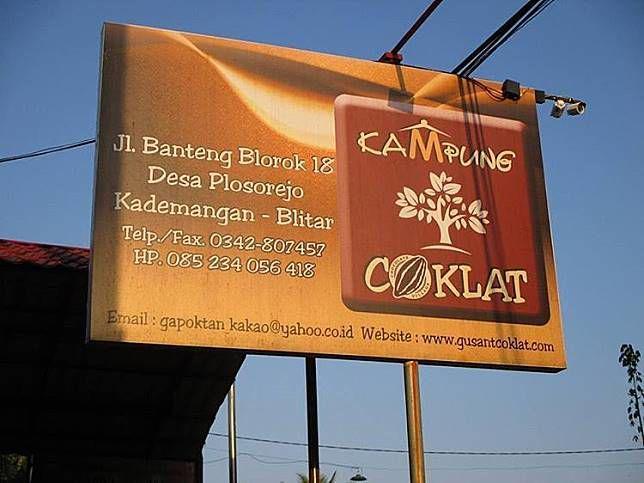 Jl. Banteng Blorok 18
Desa Plosorejo
Kademangan - Blitar
Telp./Fax. 0342-807457
HP. 085 234 056 418
KAMPUNG
COKLAT
Email : gapoktan kakao@yahoo.co.id Website : www.gusantcoklat.com